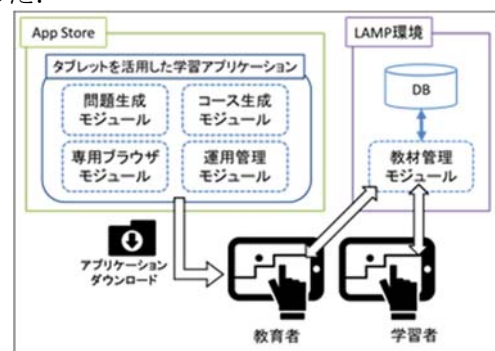 した.
App Store
LAMP環境
タブレットを活用した学習アプリケーション
問題生成
モジュール
コース生成
モジュール
専用ブラウザ
モジュール
運用管理
モジュール
DB
教材管理
モジュール
アプリケーション
ダウンロード
教育者
学習者